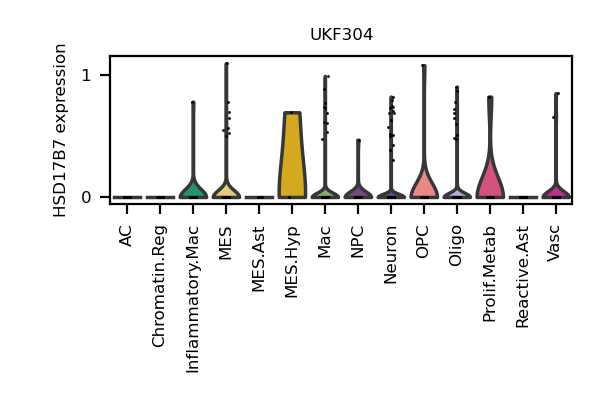 UKF304
HSD17B7 expression
1
0
AC
Chromatin.Reg
Inflammatory.Mac
MES
MES.Ast
MES.Hyp
Mac
NPC
Neuron
OPC
Oligo
Prolif.Metab
Reactive.Ast
Vasc